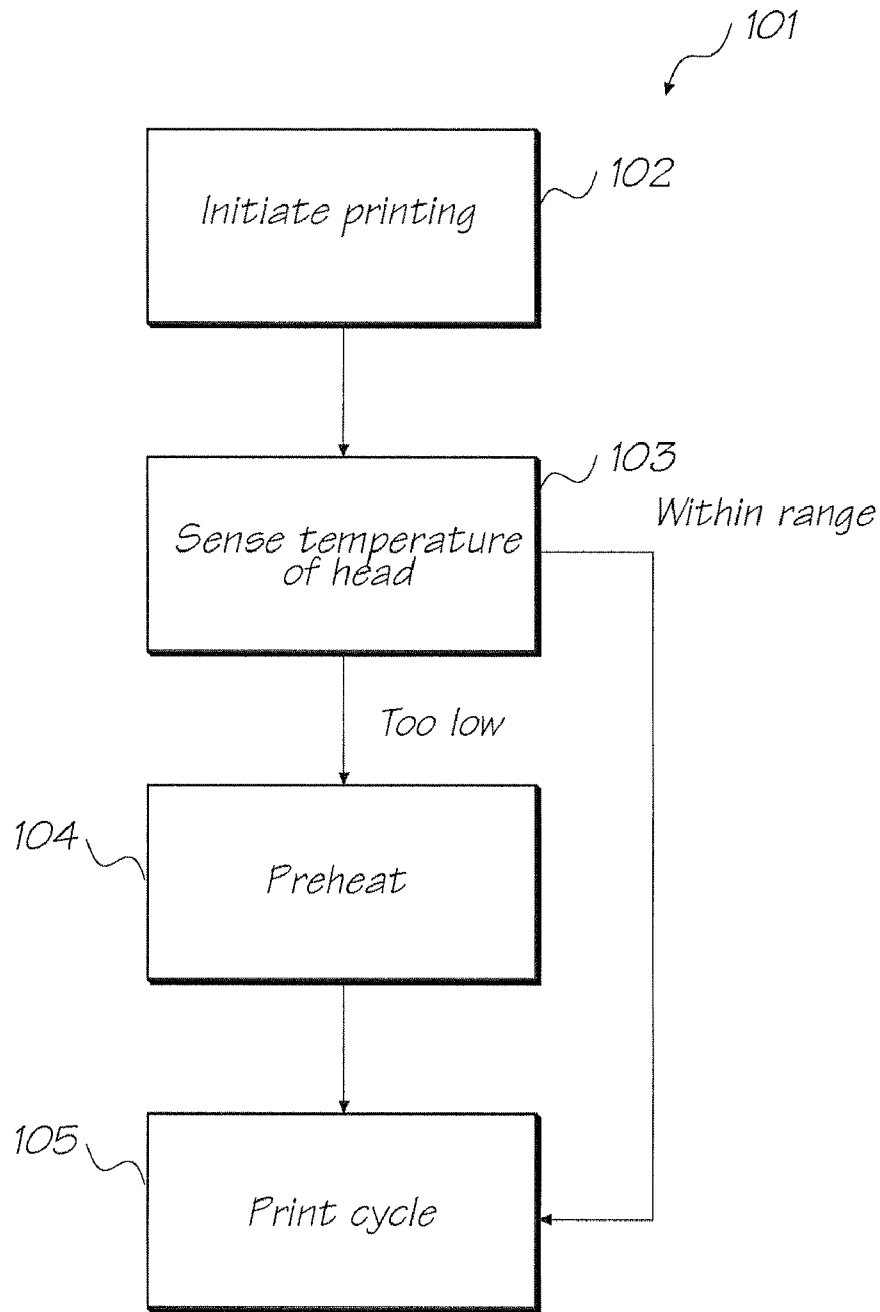 101
Initiate printing
102
103
Within range
Sense temperature
of head
Too low
104
Preheat
105
Print cycle